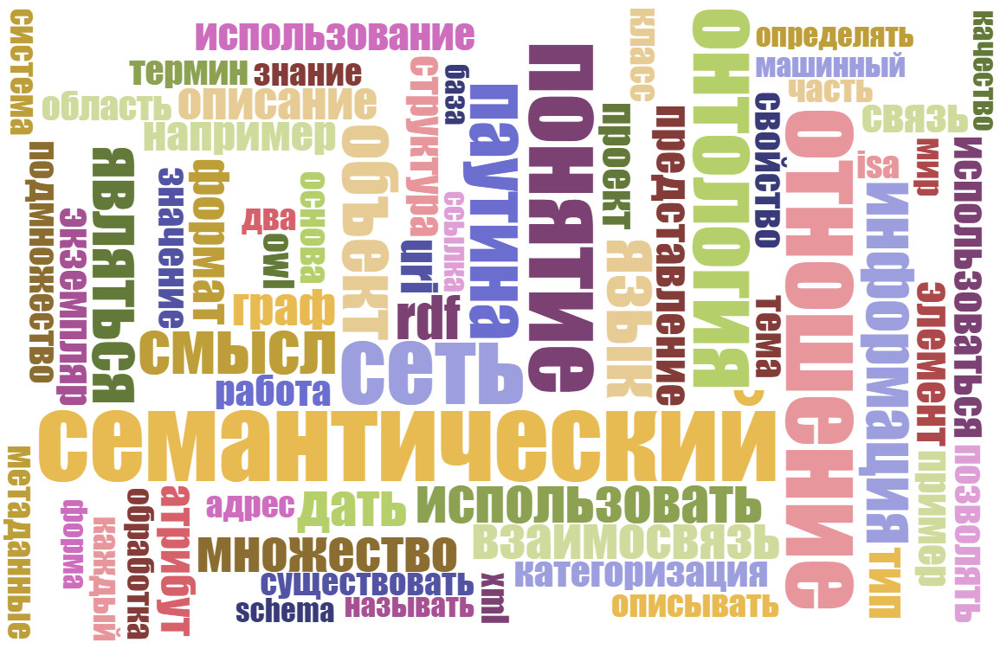 система
использование
термин
знание
область
описание
например
структура
база
паутина
понятие
класс
онтология
определять
машинный
часть
связь
качество
свойство
отношение
isa
мир
использоваться
информация
элемент
проект
представление
язык
тема
объект
ссылка
uri
rdf
сеть
основа
два
owl
граф
формат
значение
являться
экземпляр
подмножество
смысл
работа
семантический
метаданные
форма
каждый
обработка
атрибут
адрес
дать
использовать
множество
взаимосвязь
существовать
категоризация
schema
называть
xml
описывать
тип
пример
позволять